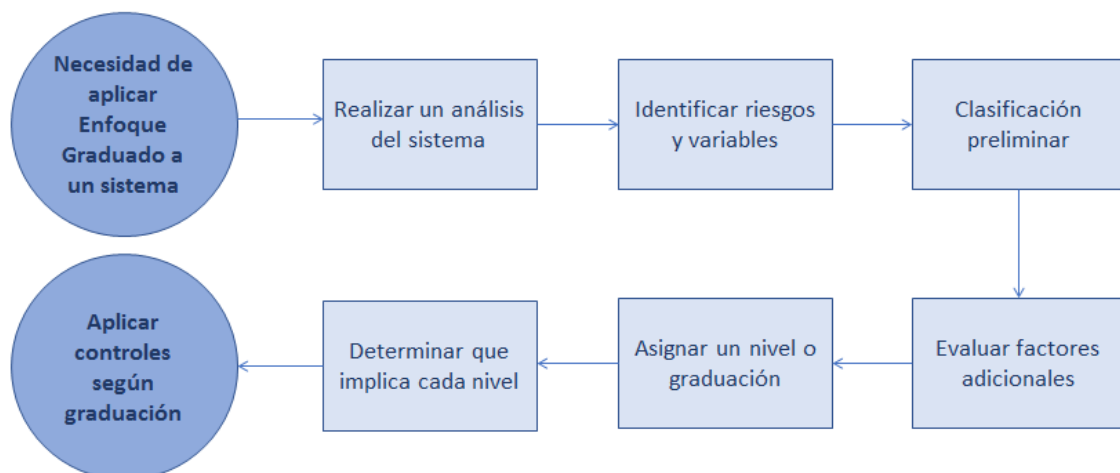 Necesidad de
aplicar
Enfoque
Graduado a
un sistema
Realizar un análisis
del sistema
Identificar riesgos
y variables
Clasificación
preliminar
Evaluar factores
adicionales
Asignar un nivel o
graduación
Determinar que
implica cada nivel
Aplicar
controles
según
graduación